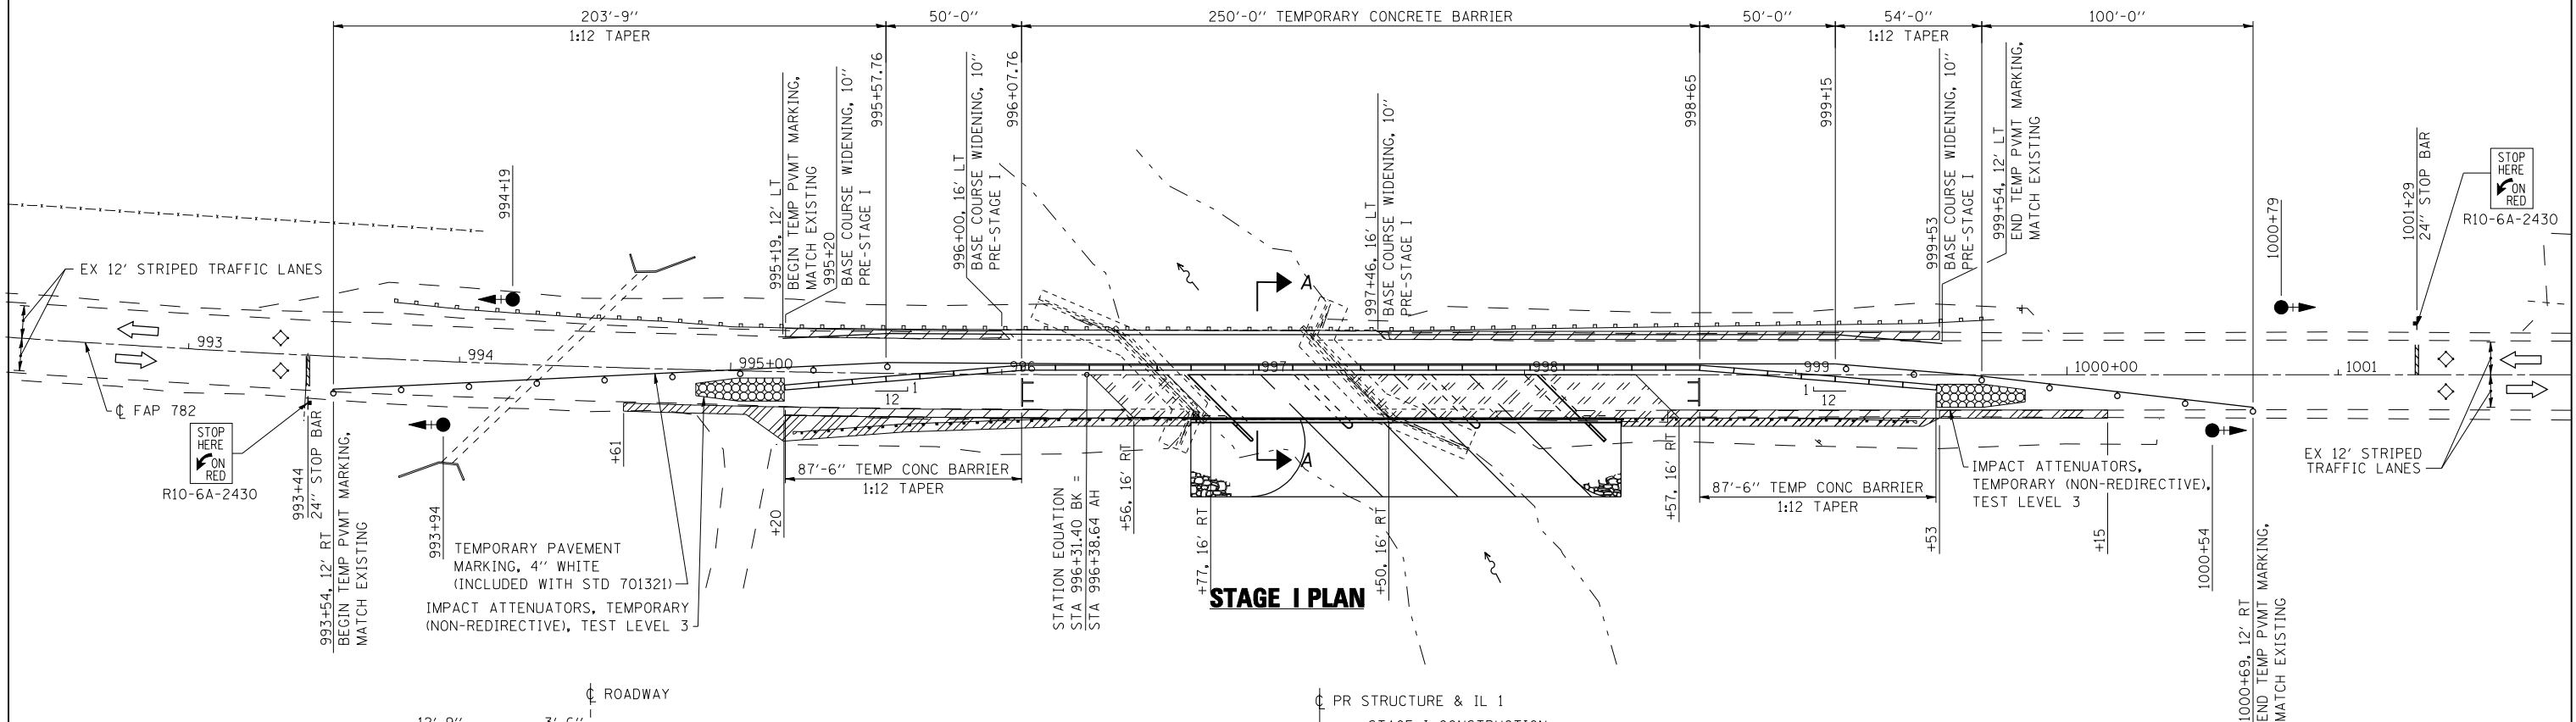 203'-9"
1:12 TAPER
50'-0"
250'-0" TEMPORARY CONCRETE BARRIER
50'-0"
54'-0"
1:12 TAPER
100'-0"
994+19
995+19, 12' LT
BEGIN TEMP PVMT MARKING,
MATCH EXISTING
995+20
BASE COURSE WIDENING, 10"
PRE-STAGE I
995+57.76
996+00, 16' LT
BASE COURSE WIDENING, 10"
PRE-STAGE I
996+07.76
997+46, 16' LT
BASE COURSE WIDENING, 10"
PRE-STAGE I
998+65
999+15
999+53
BASE COURSE WIDENING, 10"
PRE-STAGE I
999+54, 12' LT
END TEMP PVMT MARKING,
MATCH EXISTING
1000+79
1001+29
24" STOP BAR
STOP
HERE
ON
RED
R10-6A-2430
EX 12' STRIPED TRAFFIC LANES
A
993
994
995+00
996
997
998
999
1000+00
1001
1
12
1
12
℄ FAP 782
STOP
HERE
ON
RED
R10-6A-2430
993+44
24" STOP BAR
993+54, 12' RT
BEGIN TEMP PVMT MARKING,
MATCH EXISTING
993+94
TEMPORARY PAVEMENT
MARKING, 4" WHITE
(INCLUDED WITH STD 701321)
IMPACT ATTENUATORS, TEMPORARY
(NON-REDIRECTIVE), TEST LEVEL 3
+61
+20
87'-6" TEMP CONC BARRIER
1:12 TAPER
STATION EQUATION
STA 996+31.40 BK =
STA 996+38.64 AH
+56, 16' RT
+77, 16' RT
A
+50, 16' RT
+57, 16' RT
87'-6" TEMP CONC BARRIER
1:12 TAPER
+53
IMPACT ATTENUATORS,
TEMPORARY (NON-REDIRECTIVE),
TEST LEVEL 3
+15
1000+54
1000+69, 12' RT
END TEMP PVMT MARKING,
MATCH EXISTING
EX 12' STRIPED
TRAFFIC LANES
STAGE I PLAN
℄ ROADWAY
℄ PR STRUCTURE & IL 1
12'-9"
3'-6"
STAGE I CONSTRUCTION